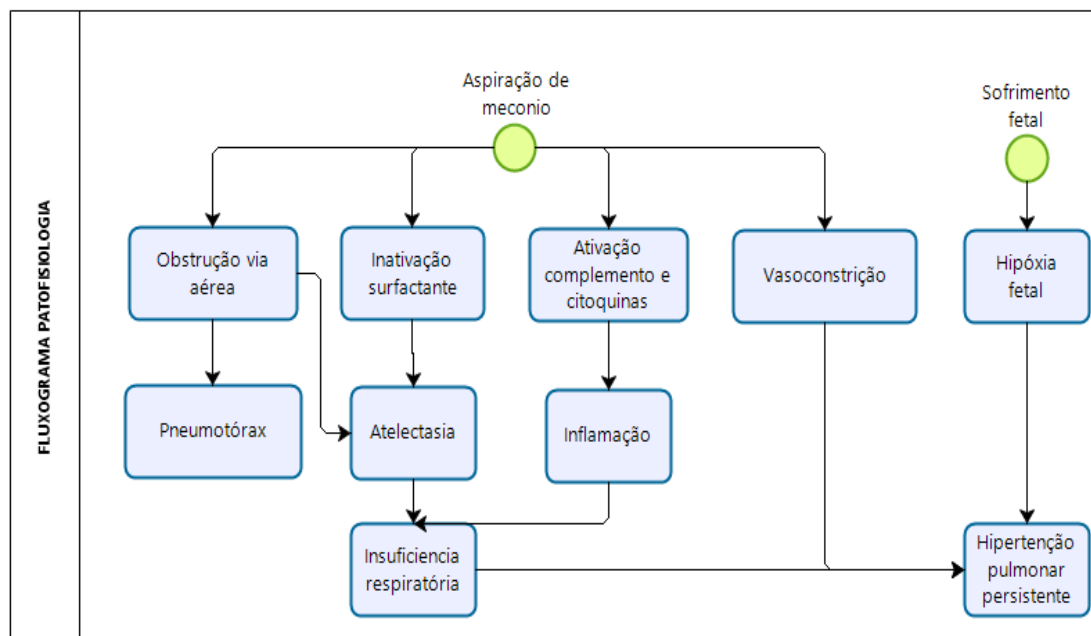 FLUXOGRAMA PATOFISIOLOGIA
Aspiração de
meconio
Sofrimento
fetal
Obstrução via
aérea
Inativação
surfactante
Ativação
complemento e
citoquinas
Vasoconstrição
Hipóxia
fetal
Pneumotórax
Atelectasia
Inflamação
Insuficiencia
respiratória
Hipertenção
pulmonar
persistente